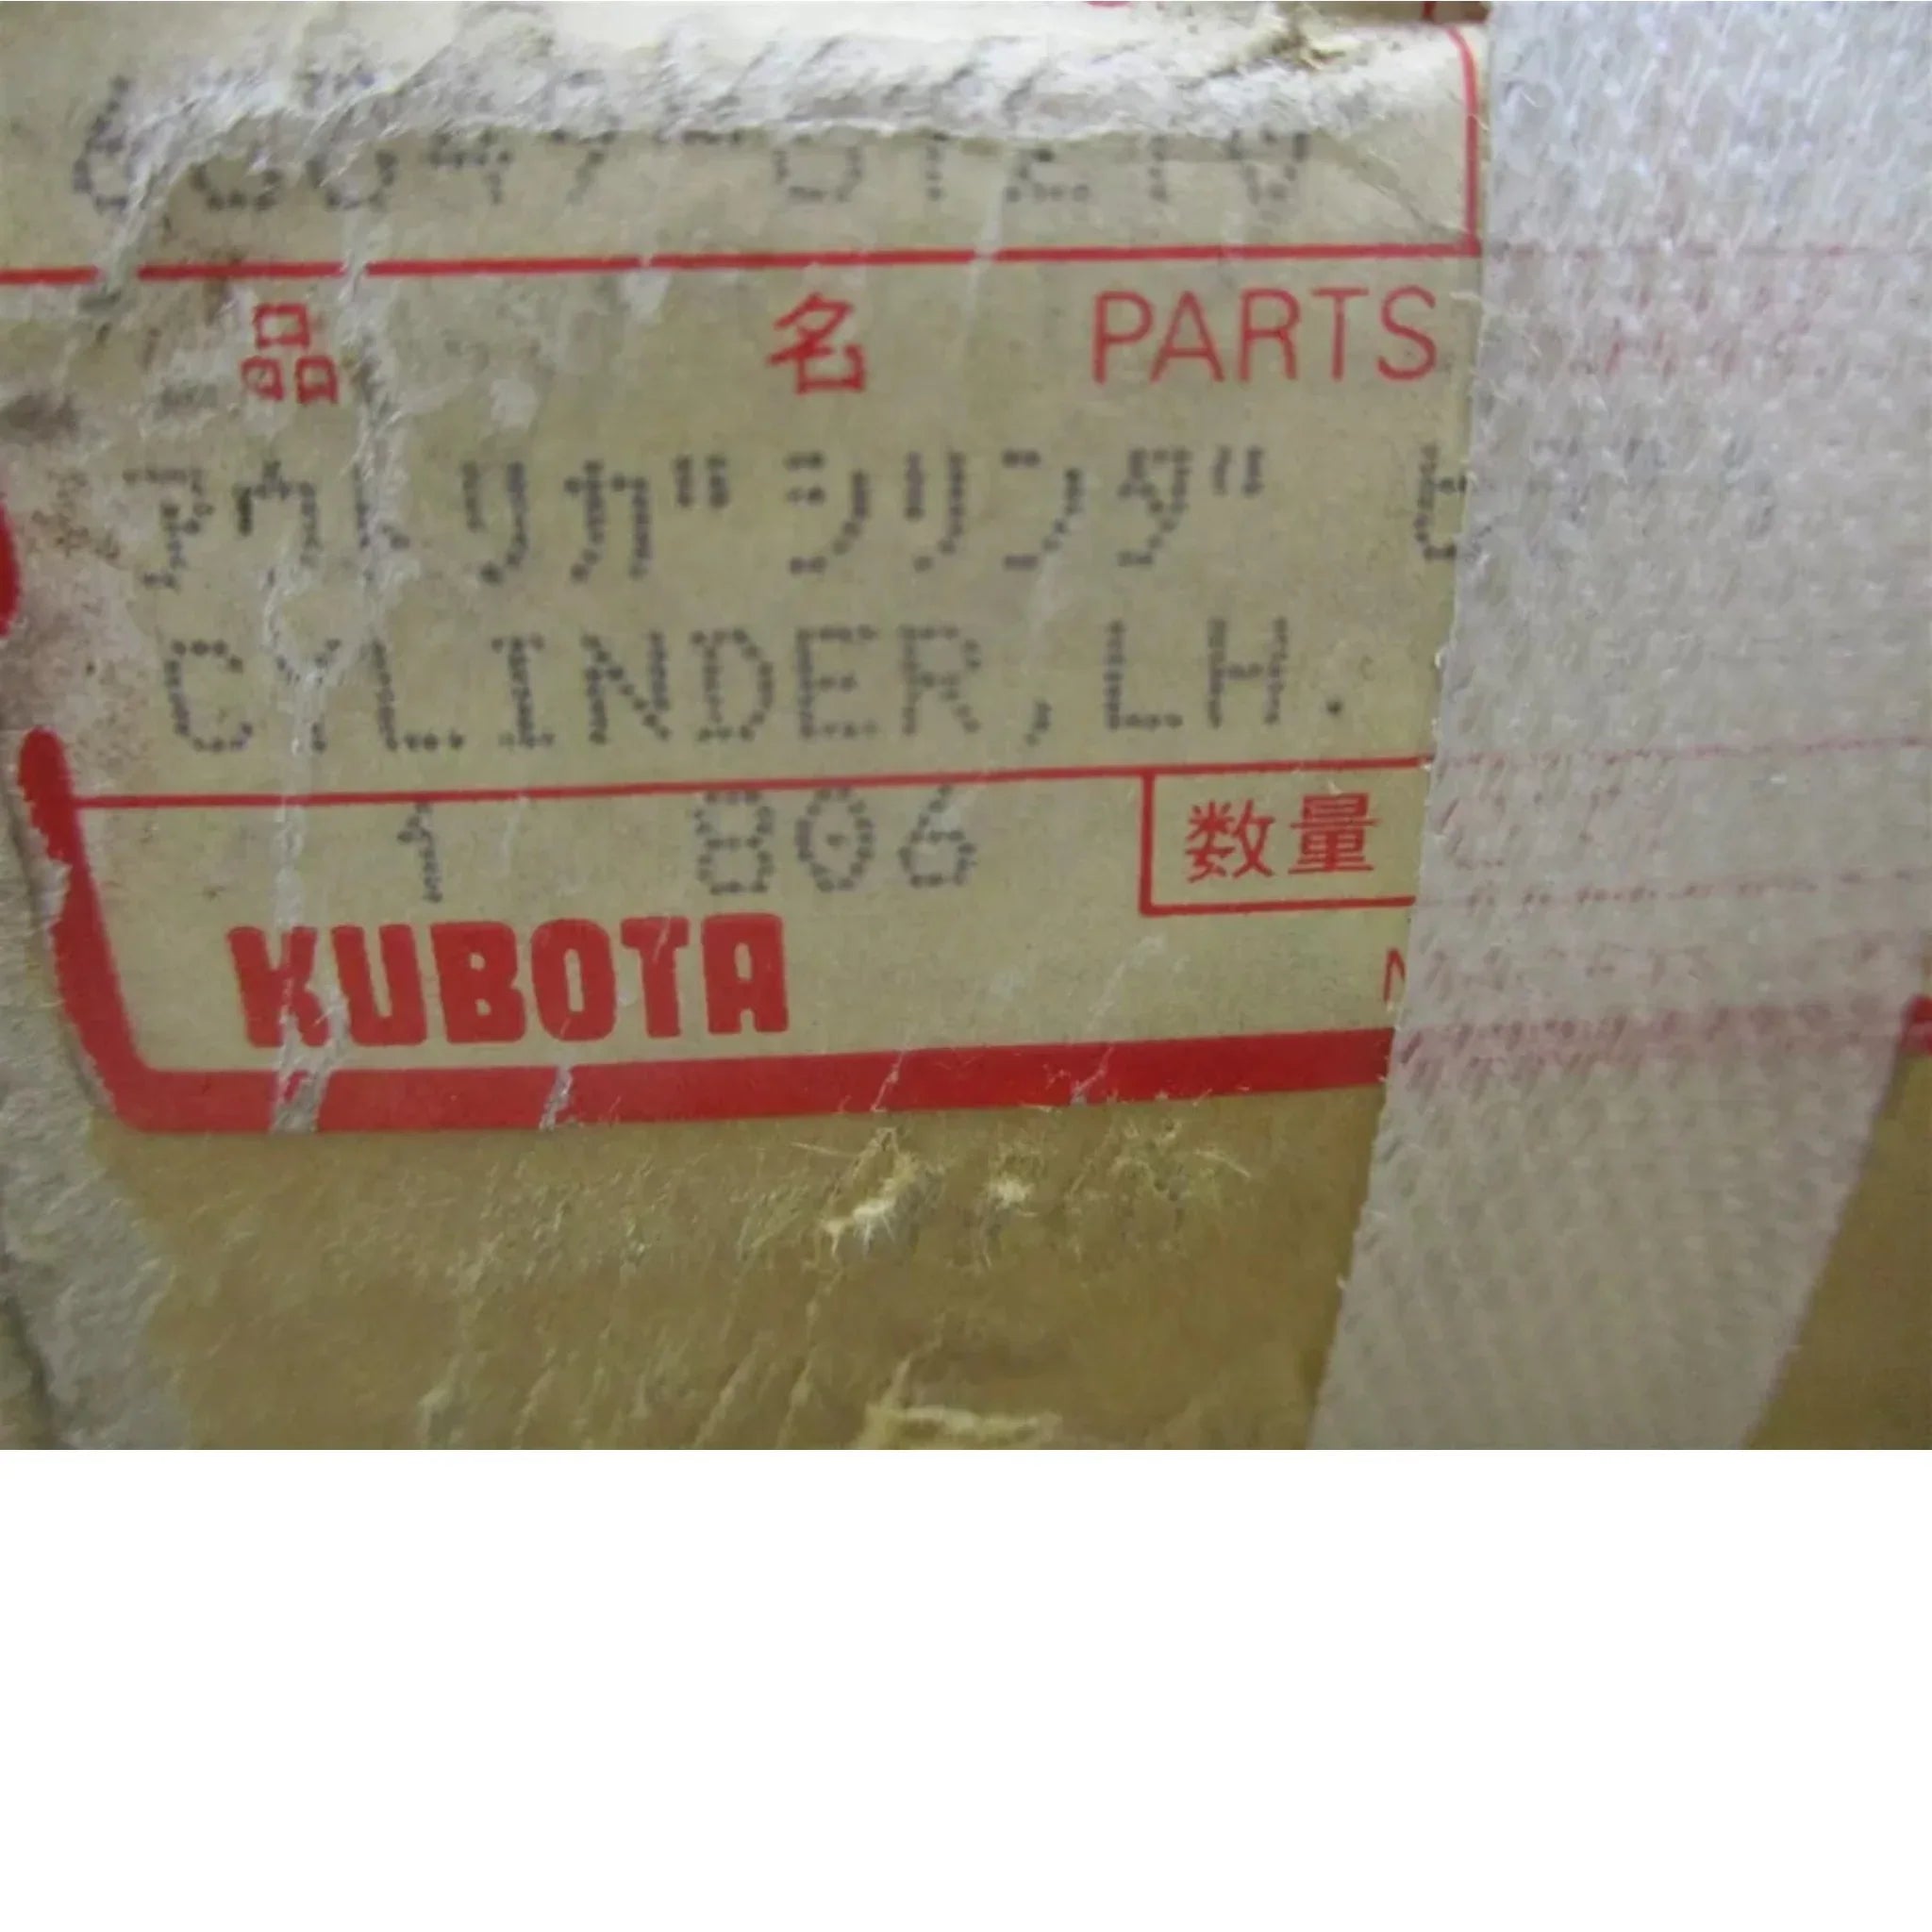 品 名 PARTS
アウトリガシリンダ ヒ
CYLINDER,LH.
1 806
数量
KUBOTA